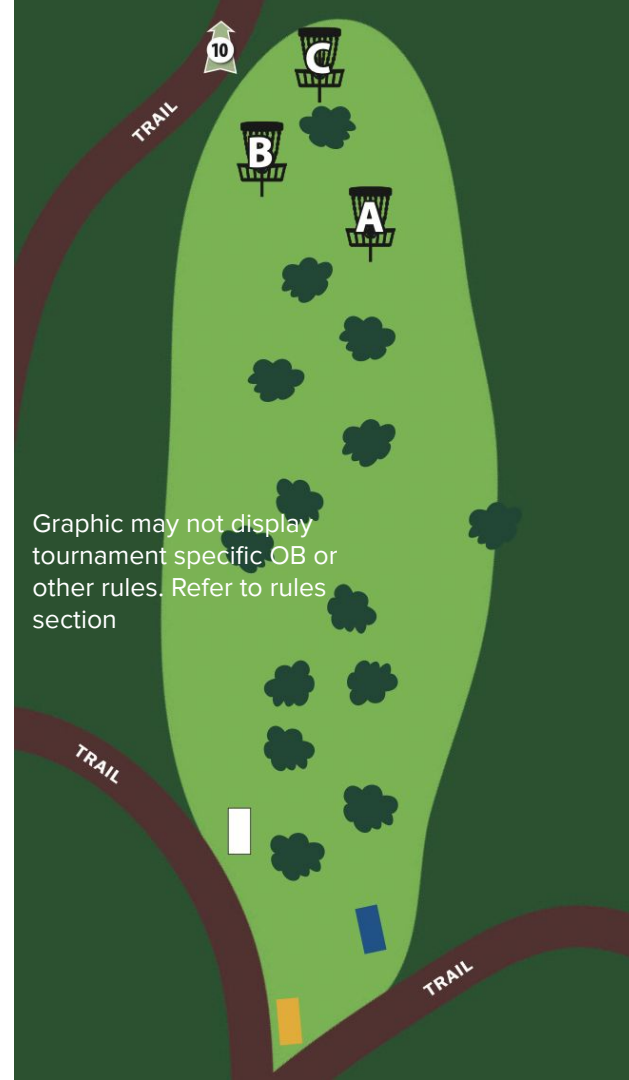 10
C
TRAIL
B
A
Graphic may not display
tournament specific OB or
other rules. Refer to rules
section
TRAIL
TRAIL